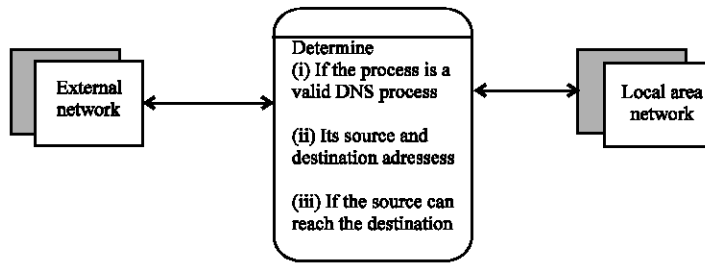 External
network
Determine
(i) If the process is a
valid DNS process
(ii) Its source and
destination adressess
(iii) If the source can
reach the destination
Local area
network